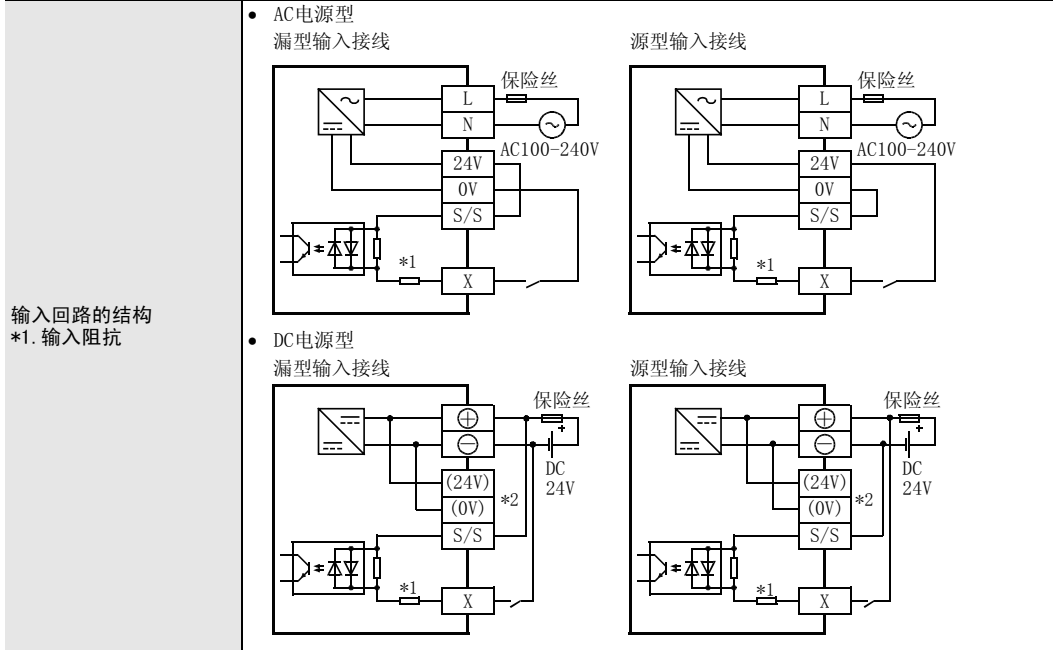 输入回路的结构
*1.输入阻抗
• AC电源型
漏型输入接线
保险丝
L
N
AC100-240V
24V
0V
S/S
*1
X
源型输入接线
保险丝
L
N
AC100-240V
24V
0V
S/S
*1
X
• DC电源型
漏型输入接线
保险丝
+
DC
24V
(24V)
(0V)
*2
S/S
*1
X
源型输入接线
保险丝
+
DC
24V
(24V)
(0V)
*2
S/S
*1
X